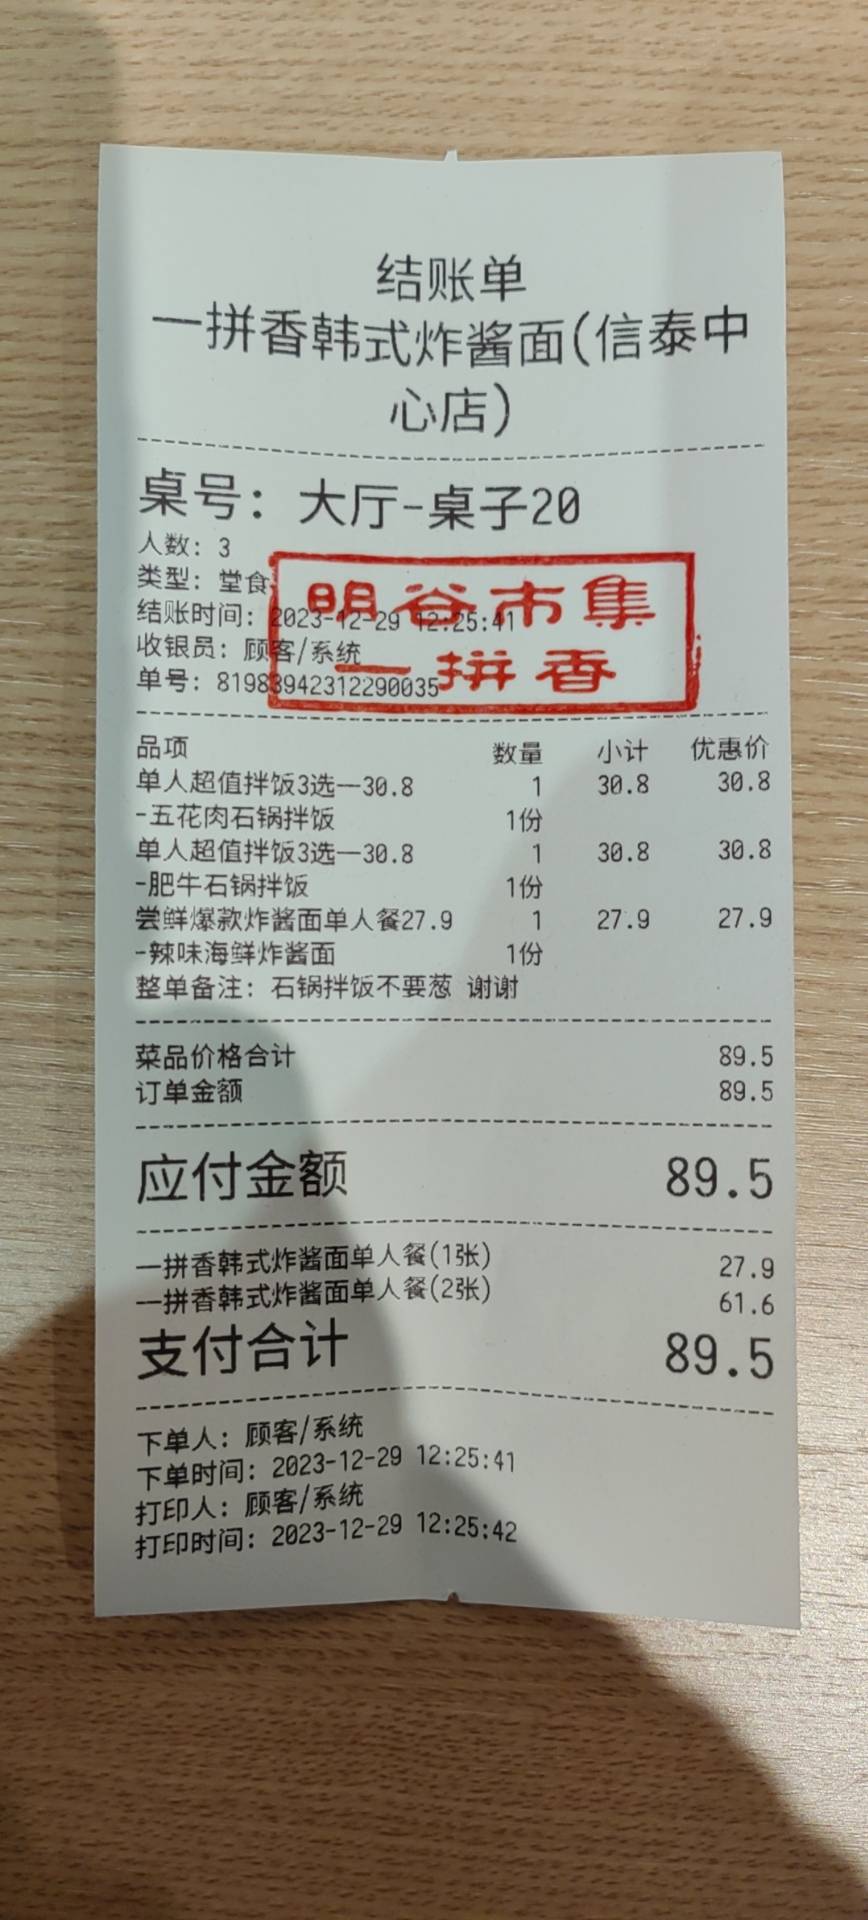 结账单
一拼香韩式炸酱面(信泰中
心店)
桌号: 大厅-桌子20
人数: 3
类型: 堂食
明谷市集
结账时间: 2023-12-29 12:25:41
收银员: 顾客/系统
一拼香
单号: 81983942312290035
品项 数量 小计 优惠价
单人超值拌饭3选一30.8 1 30.8 30.8
-五花肉石锅拌饭 1份
单人超值拌饭3选一30.8 1 30.8 30.8
-肥牛石锅拌饭 1份
尝鲜爆款炸酱面单人餐27.9 1 27.9 27.9
-辣味海鲜炸酱面 1份
整单备注: 石锅拌饭不要葱 谢谢
菜品价格合计 89.5
订单金额 89.5
应付金额 89.5
一拼香韩式炸酱面单人餐(1张) 27.9
一拼香韩式炸酱面单人餐(2张) 61.6
支付合计 89.5
下单人: 顾客/系统
下单时间: 2023-12-29 12:25:41
打印人: 顾客/系统
打印时间: 2023-12-29 12:25:42